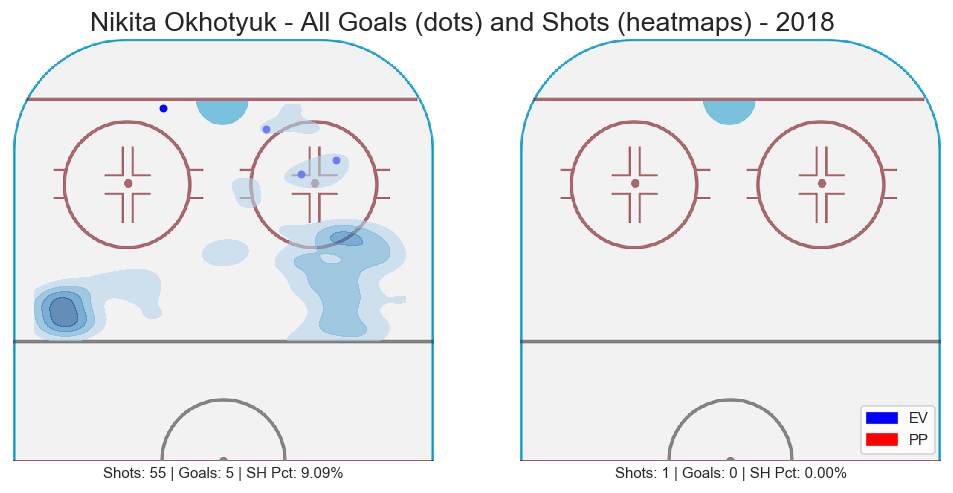 Nikita Okhotyuk - All Goals (dots) and Shots (heatmaps) - 2018
EV
PP
Shots: 55 | Goals: 5 | SH Pct: 9.09%
Shots: 1 | Goals: 0 | SH Pct: 0.00%